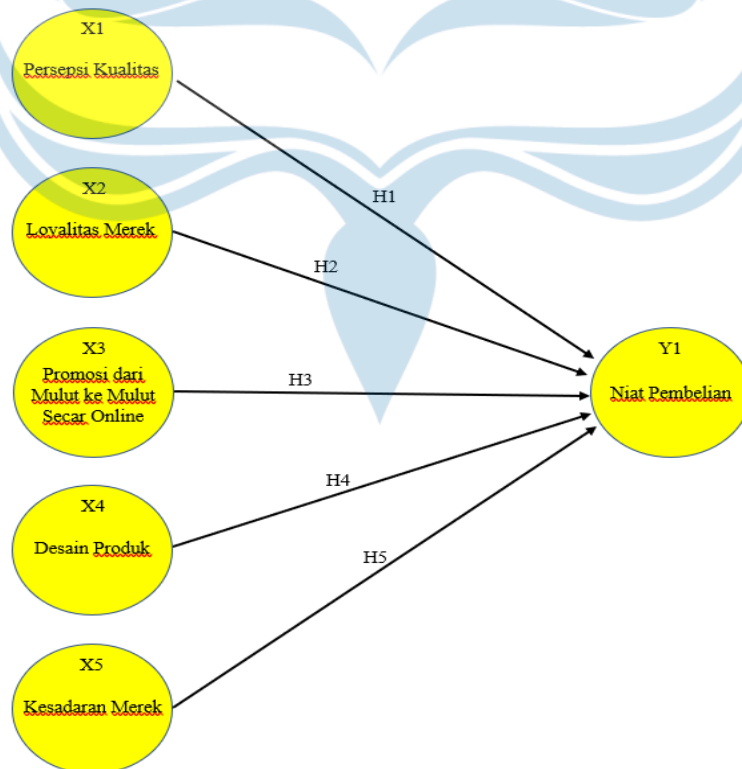 X1
Persepsi Kualitas
H1
X2
Loyalitas Merek
H2
X3
Promosi dari
Mulut ke Mulut
Secar Online
H3
Y1
Niat Pembelian
X4
Desain Produk
H4
H5
X5
Kesadaran Merek